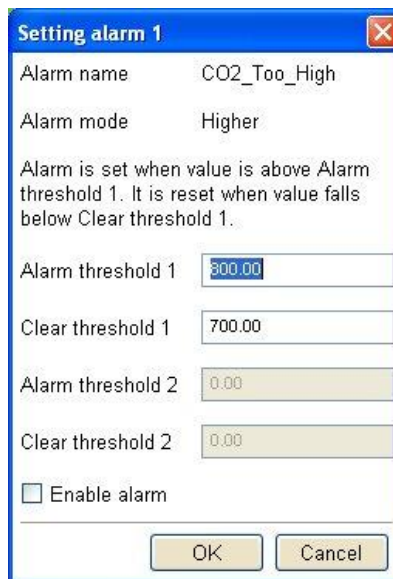 Setting alarm 1
Alarm name CO2_Too_High
Alarm mode Higher
Alarm is set when value is above Alarm
threshold 1. It is reset when value falls
below Clear threshold 1.
Alarm threshold 1 800.00
Clear threshold 1 700.00
Alarm threshold 2 0.00
Clear threshold 2 0.00
Enable alarm
OK Cancel